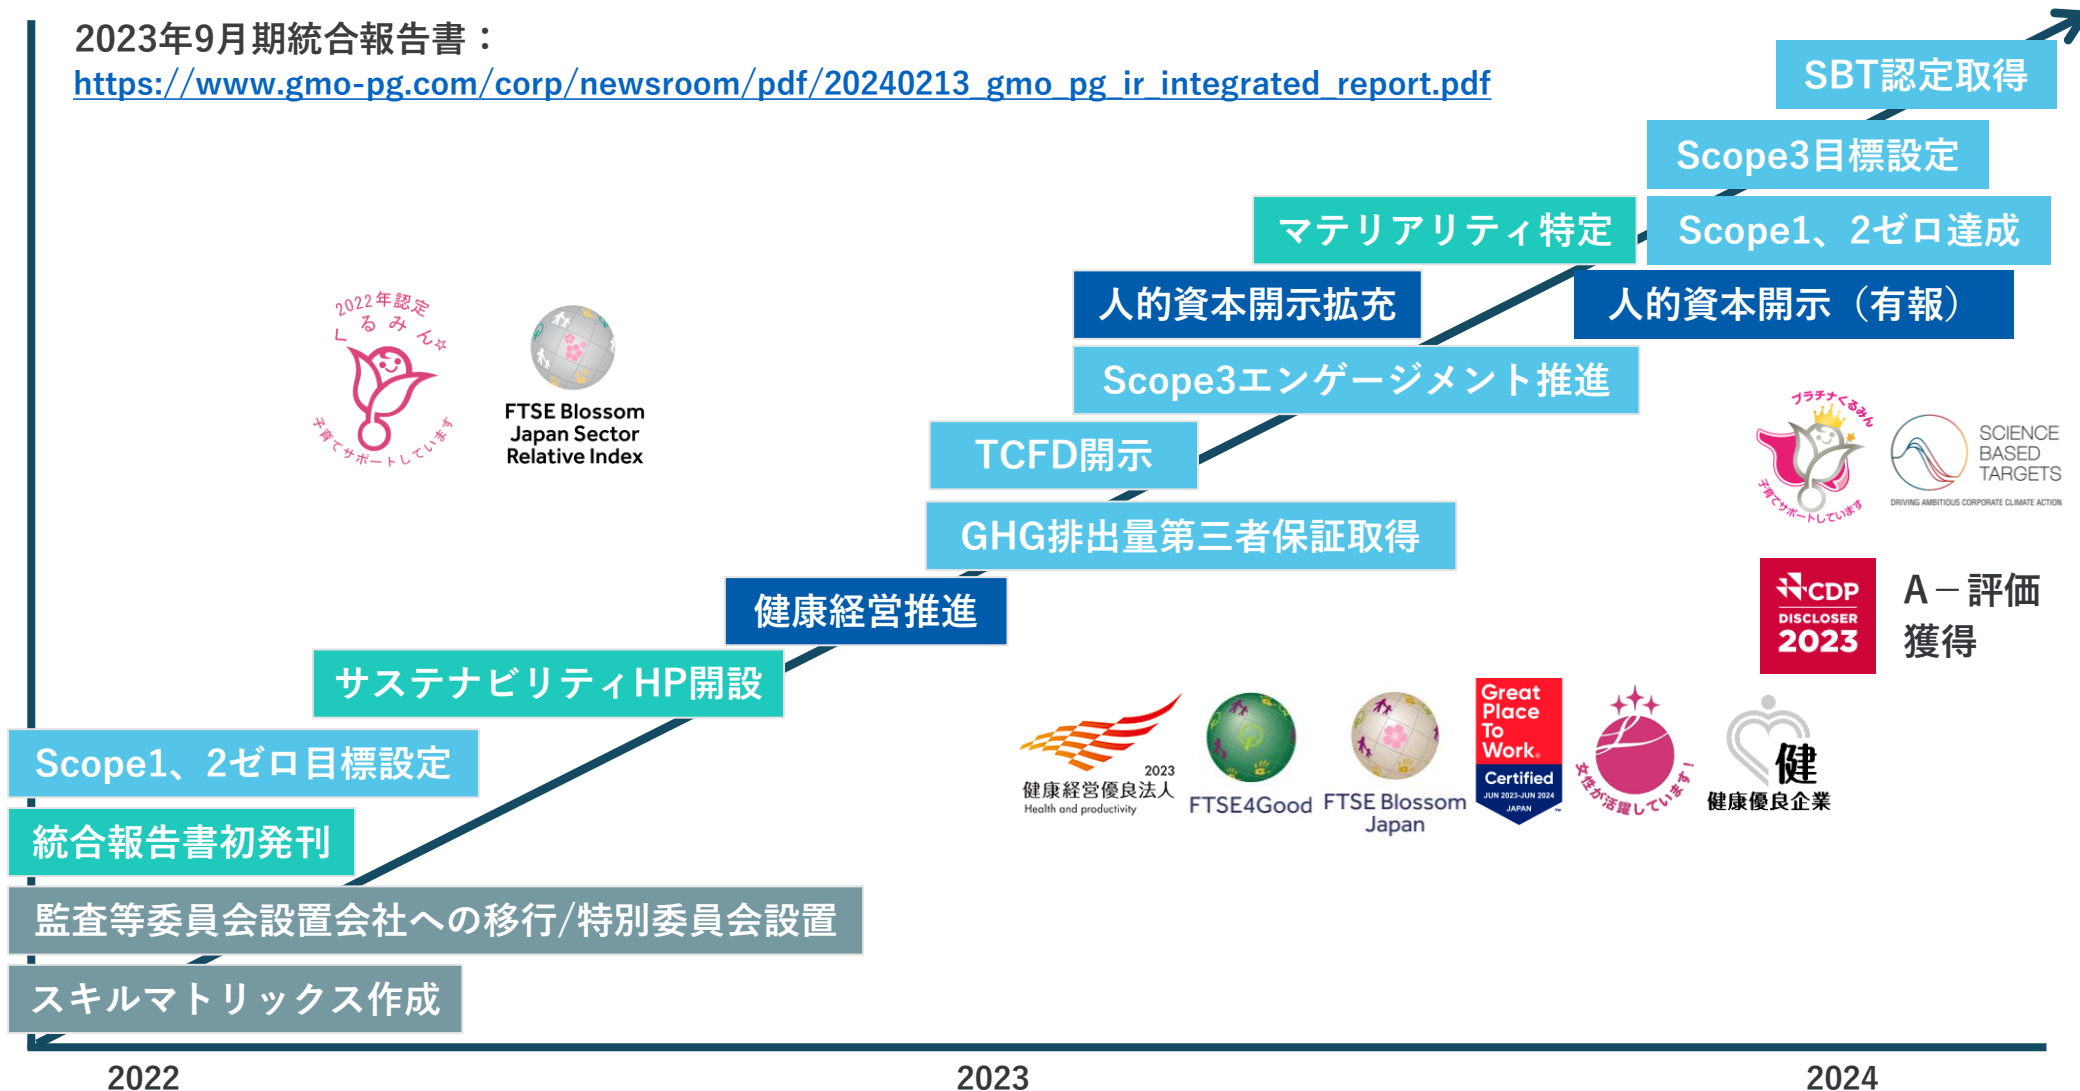 2023年9月期統合報告書：
https://www.gmo-pg.com/corp/newsroom/pdf/20240213_gmo_pg_ir_integrated_report.pdf
SBT認定取得
Scope3目標設定
マテリアリティ特定
Scope1、2ゼロ達成
人的資本開示拡充
人的資本開示（有報）
Scope3エンゲージメント推進
TCFD開示
GHG排出量第三者保証取得
健康経営推進
サステナビリティHP開設
Scope1、2ゼロ目標設定
統合報告書初発刊
監査等委員会設置会社への移行/特別委員会設置
スキルマトリックス作成
2022年認定
くるみん☆
子育てサポートしています
FTSE Blossom
Japan Sector
Relative Index
プラチナくるみん
子育てサポートしています
SCIENCE
BASED
TARGETS
DRIVING AMBITIOUS CORPORATE CLIMATE ACTION
CDP
DISCLOSER
2023
A－評価
獲得
2023
健康経営優良法人
Health and productivity
FTSE4Good
FTSE Blossom
Japan
Great
Place
To
Work®
Certified
JUN 2023-JUN 2024
JAPAN
™
女性が活躍しています！
健
健康優良企業
2022
2023
2024